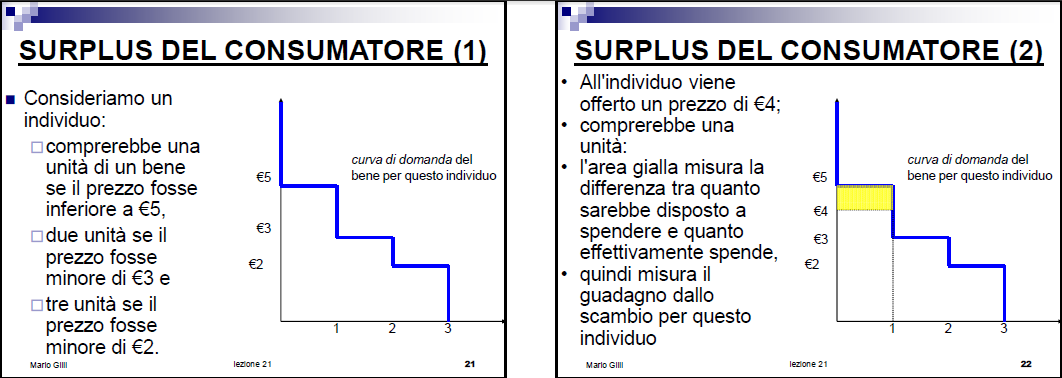 SURPLUS DEL CONSUMATORE (1)
Consideriamo un
individuo:
comprerebbe una
unità di un bene
se il prezzo fosse
inferiore a €5,
due unità se il
prezzo fosse
minore di €3 e
tre unità se il
prezzo fosse
minore di €2.
curva di domanda del
bene per questo individuo
€5
€3
€2
1
2
3
Mario Gilli
lezione 21
21
SURPLUS DEL CONSUMATORE (2)
• All'individuo viene
offerto un prezzo di €4;
• comprerebbe una
unità:
• l'area gialla misura la
differenza tra quanto
sarebbe disposto a
spendere e quanto
effettivamente spende,
• quindi misura il
guadagno dallo
scambio per questo
individuo
curva di domanda del
bene per questo individuo
€5
€4
€3
€2
1
2
3
Mario Gilli
lezione 21
22